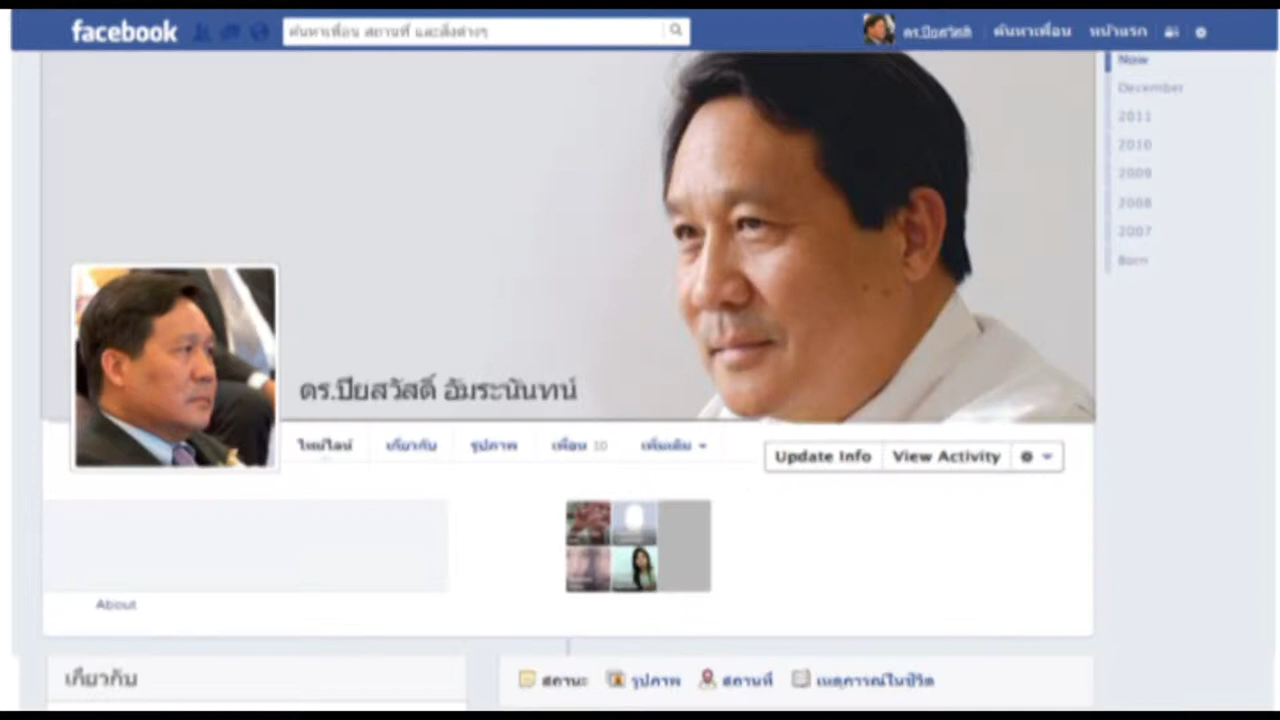 facebook
ค้นหาเพื่อน สถานที่ และสิ่งต่างๆ
ดร.ปิยสวัสดิ์ ค้นหาเพื่อน หน้าแรก
Now
December
2011
2010
2009
2008
2007
Born
ดร.ปิยสวัสดิ์ อัมระนันทน์
ไทม์ไลน์ เกี่ยวกับ รูปภาพ เพื่อน 10 เพิ่มเติม
Update Info View Activity
About
เกี่ยวกับ
สถานะ รูปภาพ สถานที่ เหตุการณ์ในชีวิต